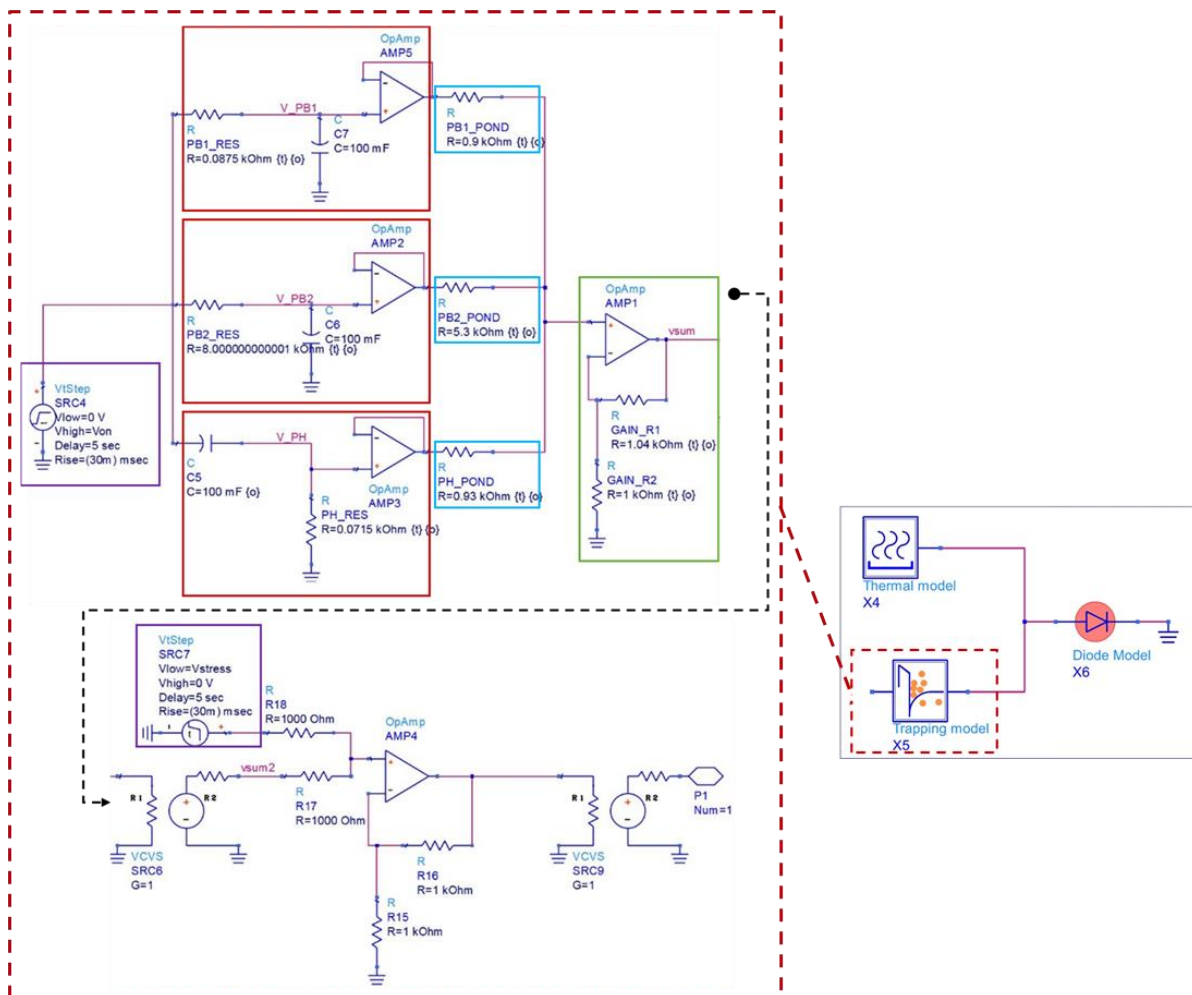 OpAmp
AMP5
V_PB1
R
PB1_RES
R=0.0875 kOhm {t} {o}
C
C7
C=100 mF
R
PB1_POND
R=0.9 kOhm {t} {o}
OpAmp
AMP2
V_PB2
R
PB2_RES
R=8.000000000001 kOhm {t} {o}
C
C6
C=100 mF
R
PB2_POND
R=5.3 kOhm {t} {o}
OpAmp
AMP1
vsum
R
GAIN_R1
R=1.04 kOhm {t} {o}
R
GAIN_R2
R=1 kOhm {t} {o}
VtStep
SRC4
Vlow=0 V
Vhigh=Von
Delay=5 sec
Rise=(30m) msec
V_PH
C
C5
C=100 mF {o}
OpAmp
AMP3
R
PH_RES
R=0.0715 kOhm {t} {o}
R
PH_POND
R=0.93 kOhm {t} {o}
VtStep
SRC7
Vlow=Vstress
Vhigh=0 V
Delay=5 sec
Rise=(30m) msec
R
R18
R=1000 Ohm
OpAmp
AMP4
vsum2
R
R17
R=1000 Ohm
R1
R2
VCVS
SRC6
G=1
R
R16
R=1 kOhm
R
R15
R=1 kOhm
R1
R2
VCVS
SRC9
G=1
P1
Num=1
Thermal model
X4
Trapping model
X5
Diode Model
X6